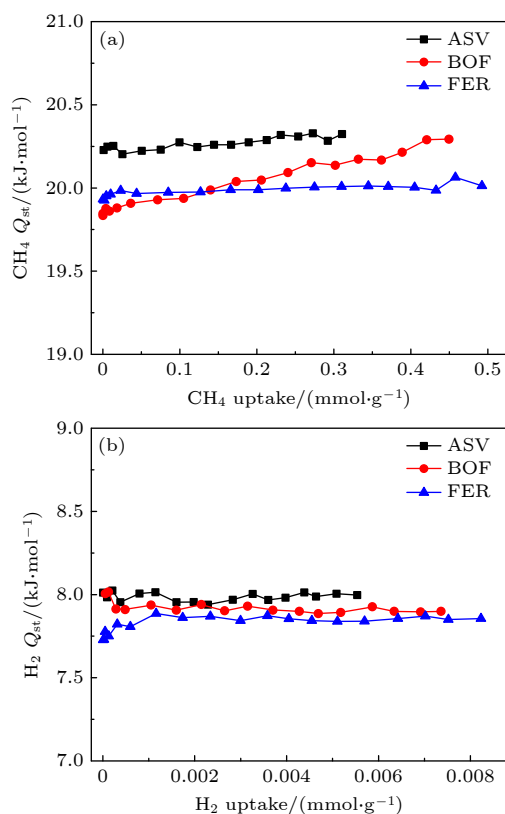 (a)
ASV
BOF
FER
21.0
20.5
20.0
19.5
19.0
CH₄ Qst/(kJ·mol⁻¹)
0 0.1 0.2 0.3 0.4 0.5
CH₄ uptake/(mmol·g⁻¹)
(b)
ASV
BOF
FER
9.0
8.5
8.0
7.5
7.0
H₂ Qst/(kJ·mol⁻¹)
0 0.002 0.004 0.006 0.008
H₂ uptake/(mmol·g⁻¹)